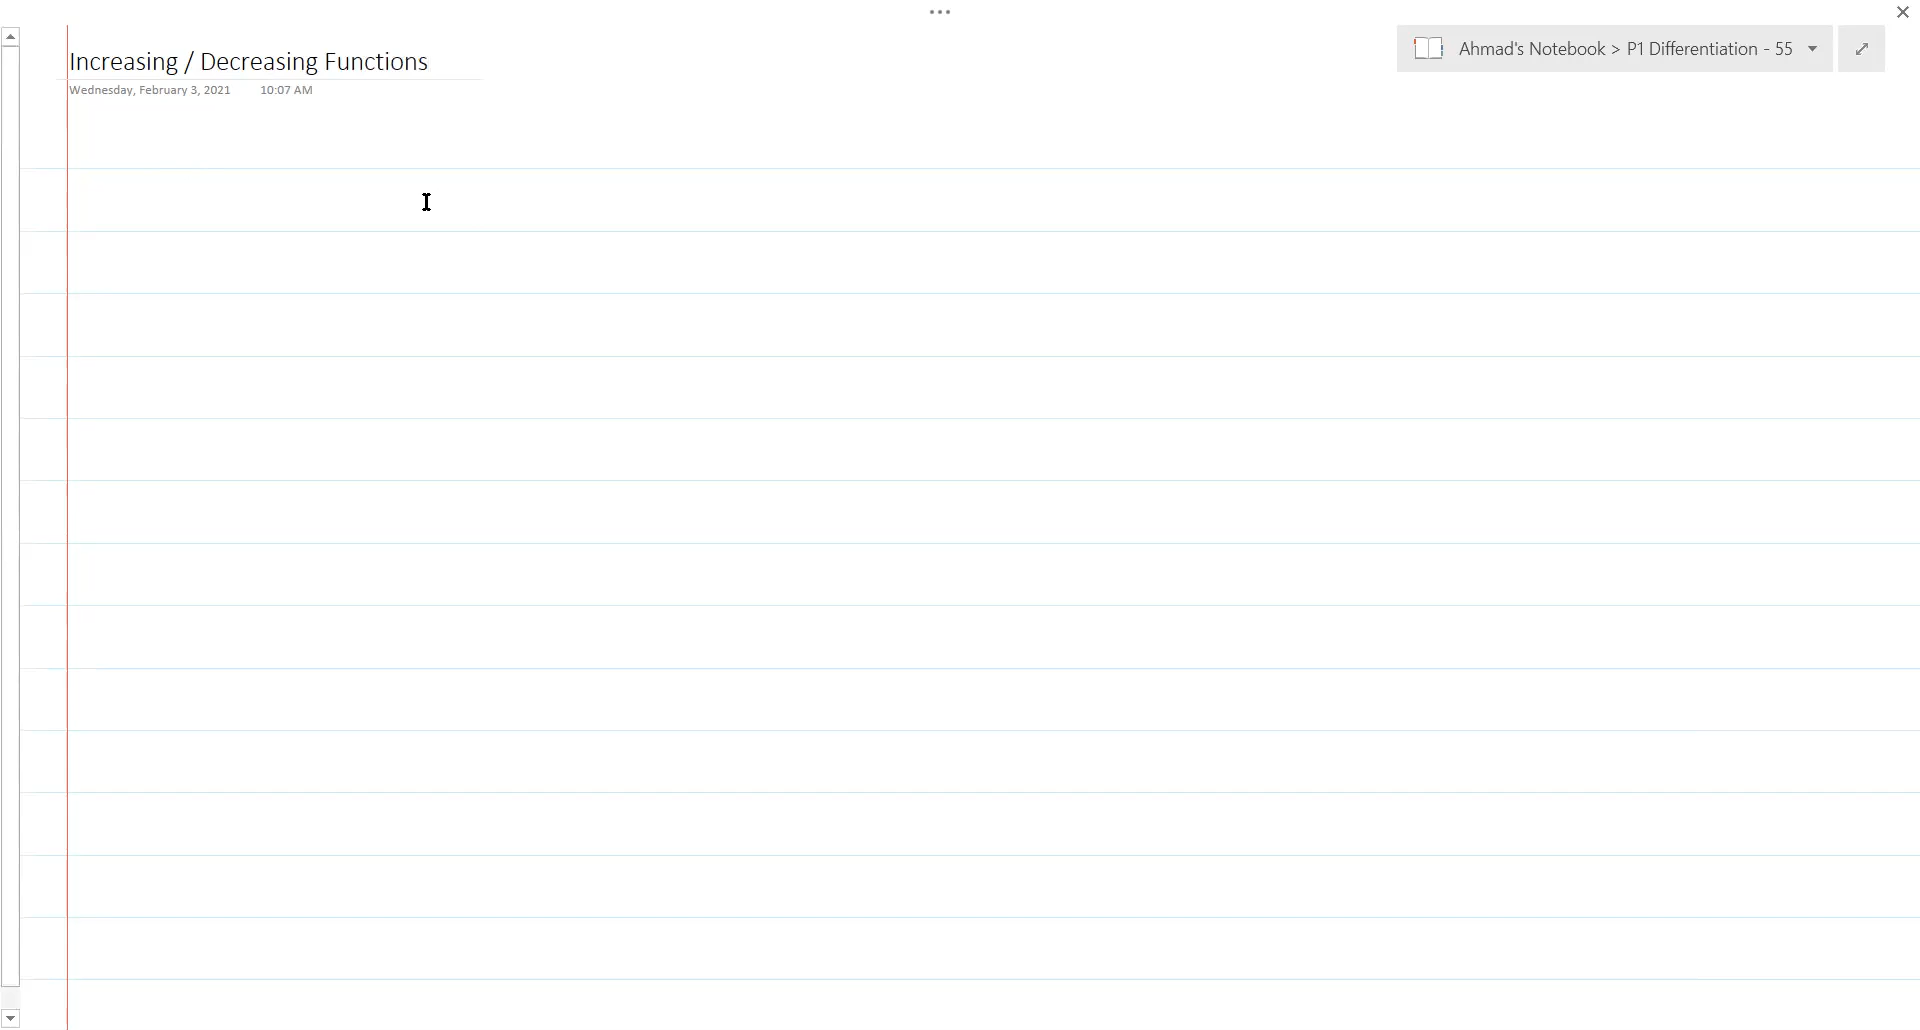 Ahmad's Notebook > P1 Differentiation - 55
Increasing / Decreasing Functions
Wednesday, February 3, 2021 10:07 AM